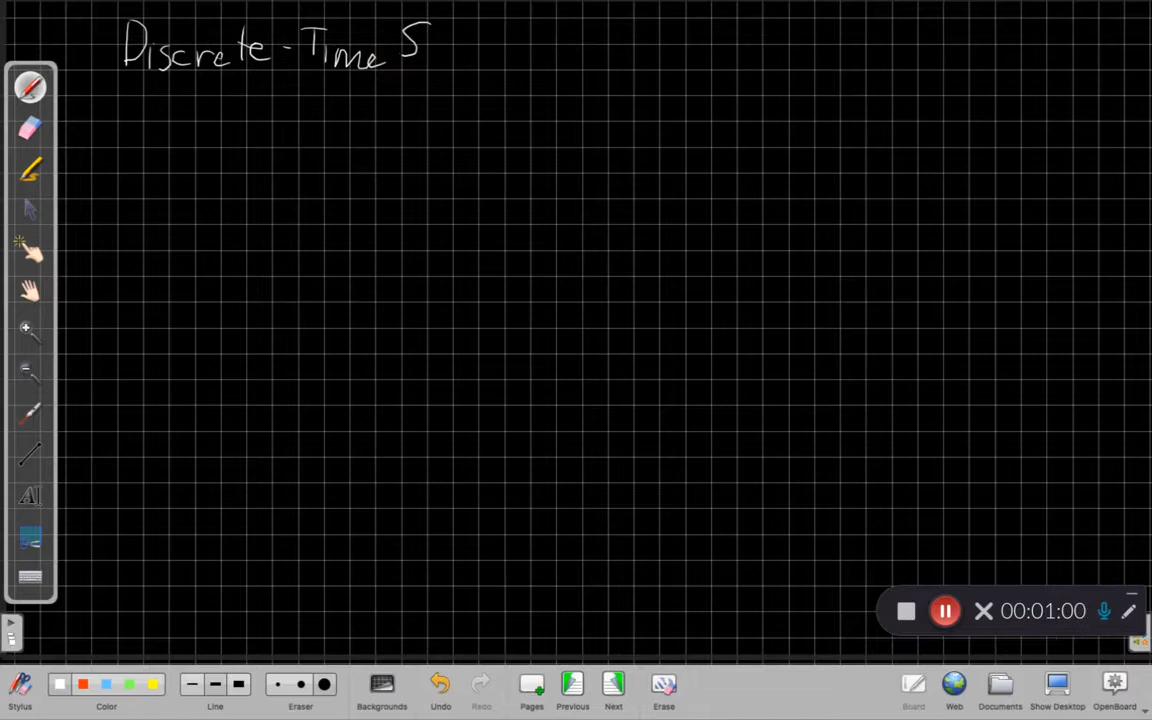 Discrete-Time S
AI
00:01:00
Stylus
Color
Line
Eraser
Backgrounds
Undo
Redo
Pages
Previous
Next
Erase
Board
Web
Documents
Show Desktop
OpenBoard